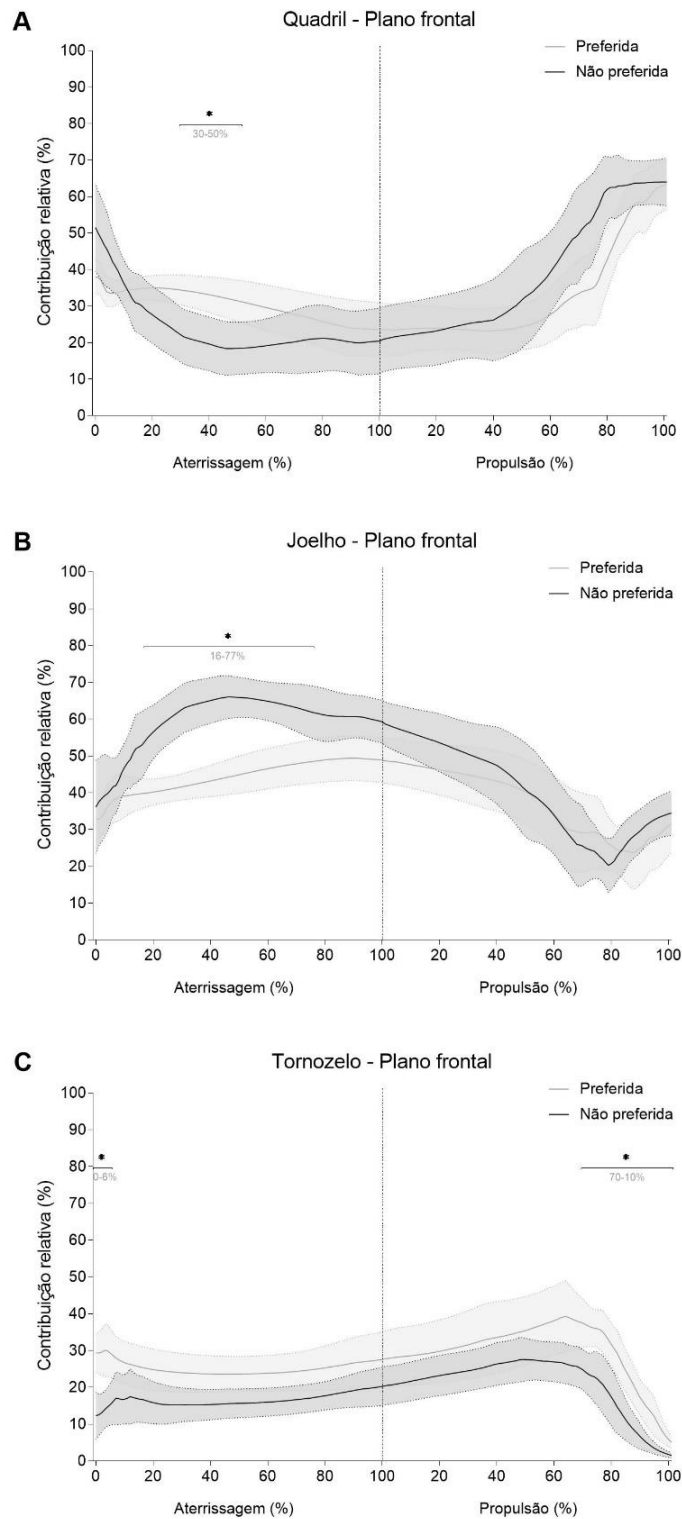 A
Quadril - Plano frontal
Preferida
Não preferida
*
30-50%
Contribuição relativa (%)
100
90
80
70
60
50
40
30
20
10
0
0 20 40 60 80 100 20 40 60 80 100
Aterrissagem (%) Propulsão (%)
B
Joelho - Plano frontal
Preferida
Não preferida
*
16-77%
Contribuição relativa (%)
100
90
80
70
60
50
40
30
20
10
0
0 20 40 60 80 100 20 40 60 80 100
Aterrissagem (%) Propulsão (%)
C
Tornozelo - Plano frontal
Preferida
Não preferida
* *
0-6% 70-10%
Contribuição relativa (%)
100
90
80
70
60
50
40
30
20
10
0
0 20 40 60 80 100 20 40 60 80 100
Aterrissagem (%) Propulsão (%)